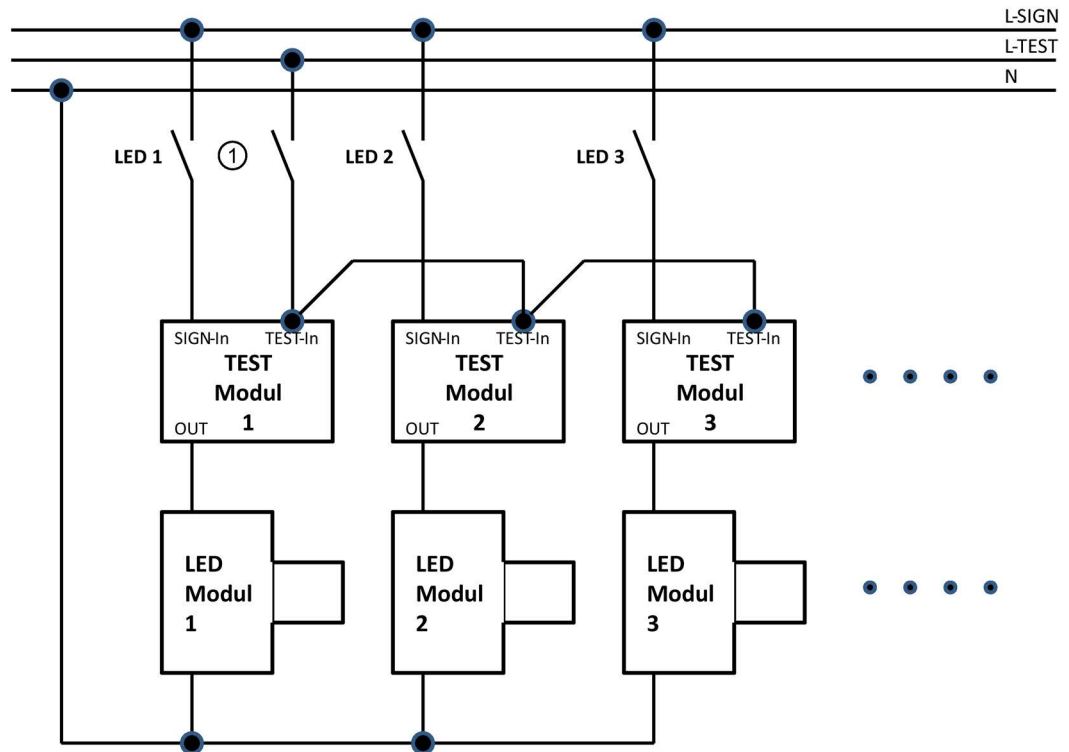 L-SIGN
L-TEST
N
LED 1
1
LED 2
LED 3
SIGN-In TEST-In
TEST
Modul
1
OUT
SIGN-In TEST-In
TEST
Modul
2
OUT
SIGN-In TEST-In
TEST
Modul
3
OUT
LED
Modul
1
LED
Modul
2
LED
Modul
3